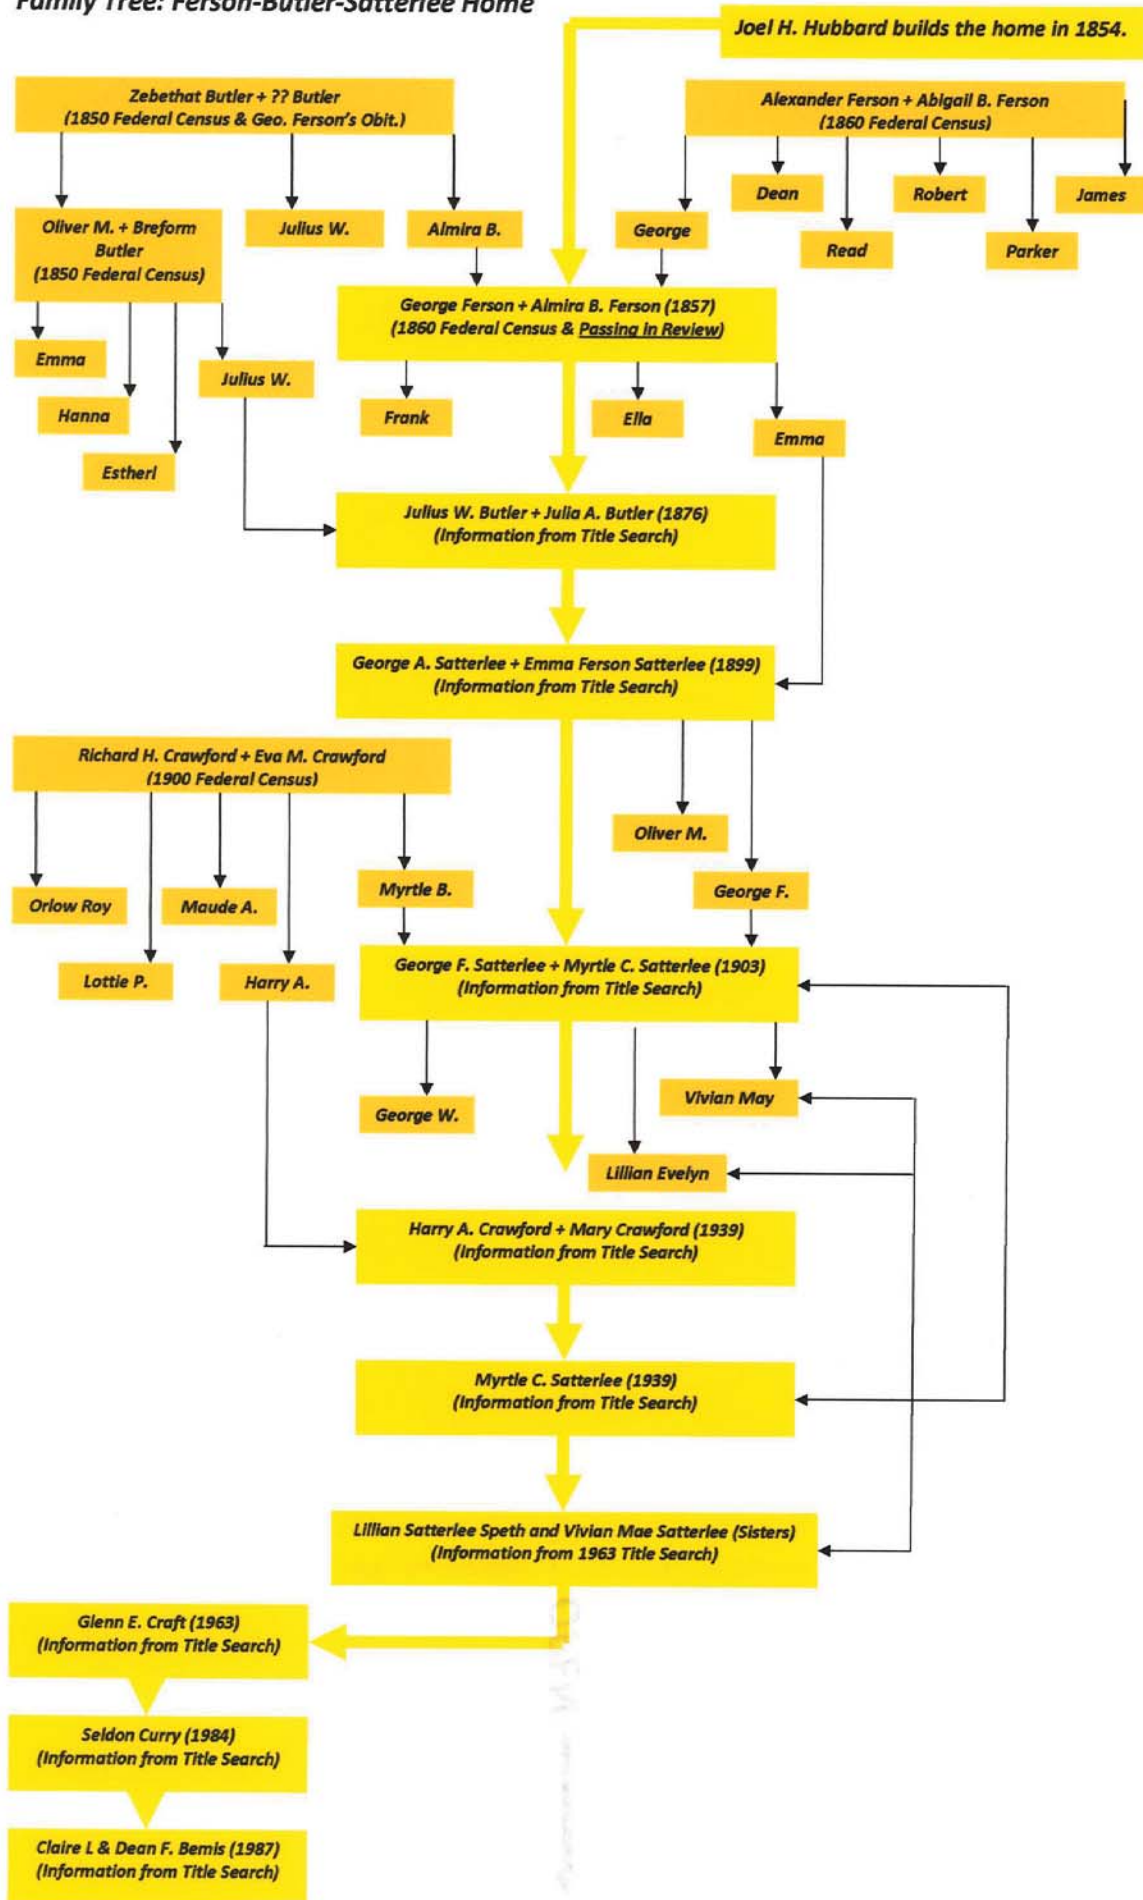 Family Tree: Ferson-Butler-Satterlee Home
Joel H. Hubbard builds the home in 1854.
Zebethat Butler + ?? Butler
(1850 Federal Census & Geo. Ferson's Obit.)
Alexander Ferson + Abigail B. Ferson
(1860 Federal Census)
Oliver M. + Breform
Butler
(1850 Federal Census)
Julius W.
Almira B.
George
Dean
Read
Robert
Parker
James
Emma
Hanna
Estherl
Julius W.
George Ferson + Almira B. Ferson (1857)
(1860 Federal Census & Passing in Review)
Frank
Ella
Emma
Julius W. Butler + Julia A. Butler (1876)
(Information from Title Search)
George A. Satterlee + Emma Ferson Satterlee (1899)
(Information from Title Search)
Richard H. Crawford + Eva M. Crawford
(1900 Federal Census)
Oliver M.
George F.
Orlow Roy
Lottie P.
Maude A.
Harry A.
Myrtle B.
George F. Satterlee + Myrtle C. Satterlee (1903)
(Information from Title Search)
George W.
Vivian May
Lillian Evelyn
Harry A. Crawford + Mary Crawford (1939)
(Information from Title Search)
Myrtle C. Satterlee (1939)
(Information from Title Search)
Lillian Satterlee Speth and Vivian Mae Satterlee (Sisters)
(Information from 1963 Title Search)
Glenn E. Craft (1963)
(Information from Title Search)
Seldon Curry (1984)
(Information from Title Search)
Claire L & Dean F. Bemis (1987)
(Information from Title Search)